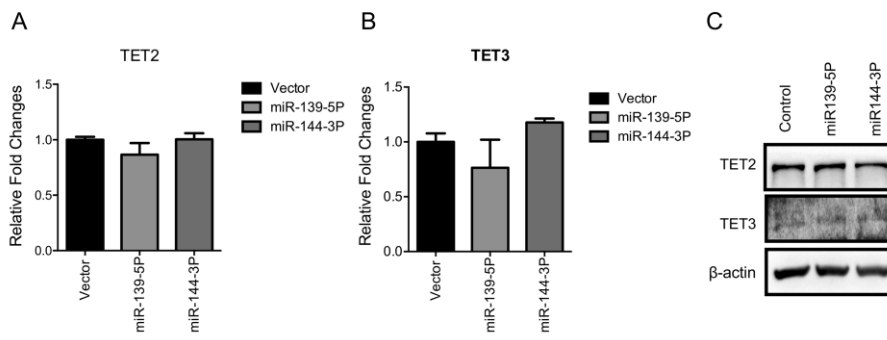 A
TET2
Relative Fold Changes
1.5
1.0
0.5
0.0
Vector
miR-139-5P
miR-144-3P
Vector
miR-139-5P
miR-144-3P
B
TET3
Relative Fold Changes
1.5
1.0
0.5
0.0
Vector
miR-139-5P
miR-144-3P
Vector
miR-139-5P
miR-144-3P
C
Control
miR139-5P
miR144-3P
TET2
TET3
β-actin